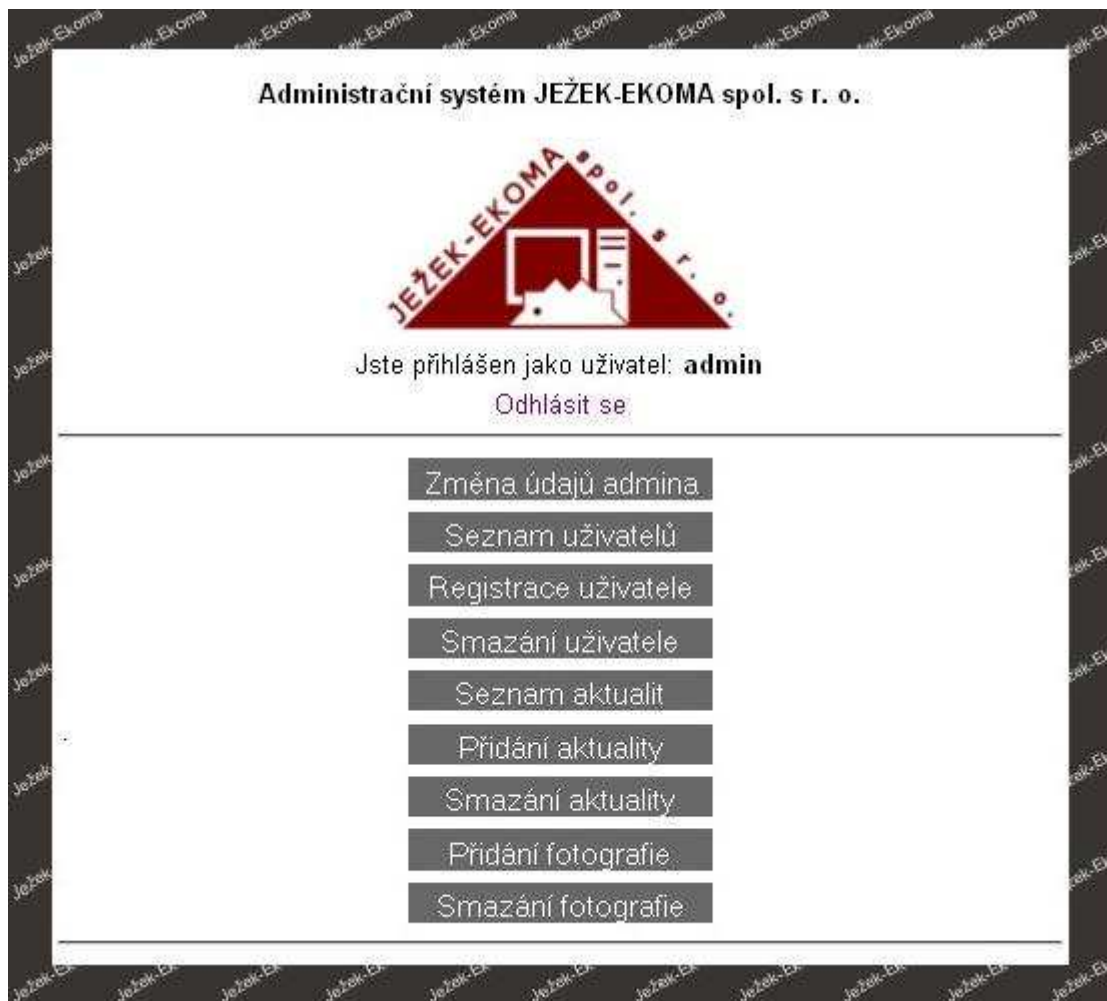 Administrační systém JEŽEK-EKOMA spol. s r. o.
JEŽEK-EKOMA spol. s r. o.
Jste přihlášen jako uživatel: admin
Odhlásit se
Změna údajů admina
Seznam uživatelů
Registrace uživatele
Smazání uživatele
Seznam aktualit
Přidání aktuality
Smazání aktuality
Přidání fotografie
Smazání fotografie